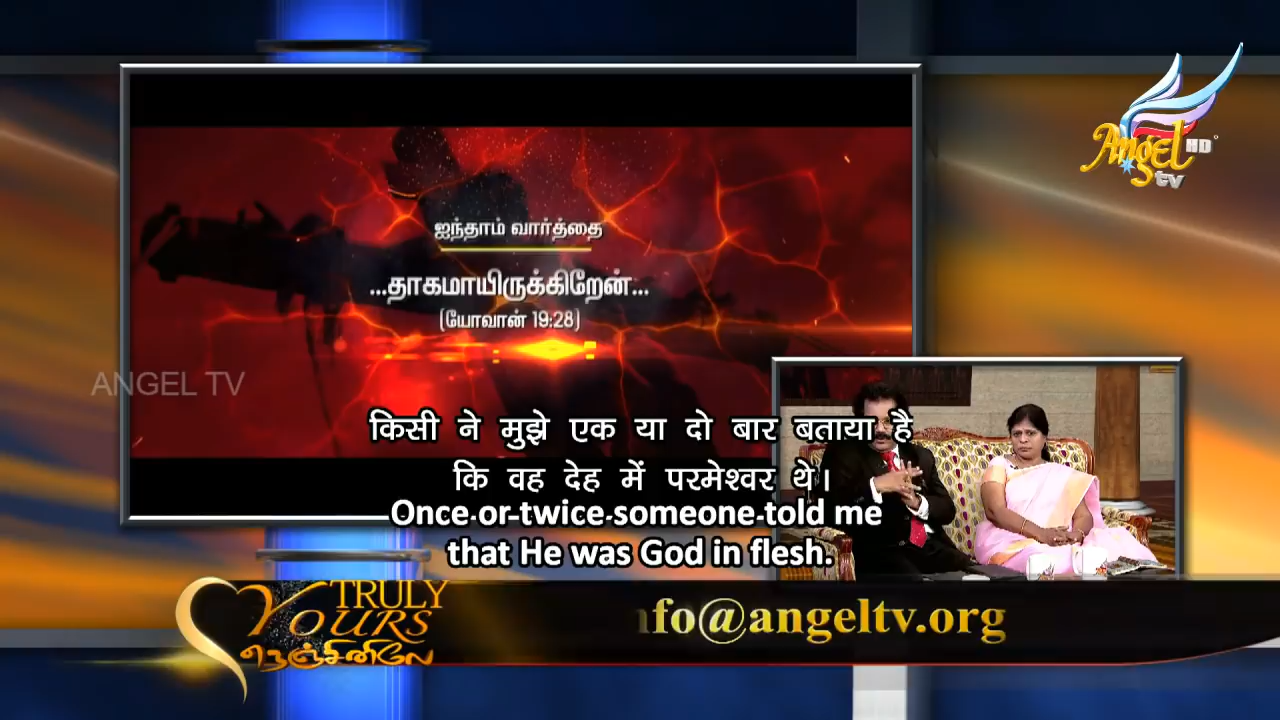 Angel HD
tv
ஐந்தாம் வார்த்தை
...தாகமாயிருக்கிறேன்...
(யோவான் 19:28)
ANGEL TV
किसी ने मुझे एक या दो बार बताया है
कि वह देह में परमेश्वर थे।
Once or twice someone told me
that He was God in flesh.
TRULY
YOURS
நெஞ்சினிலே
nfo@angeltv.org